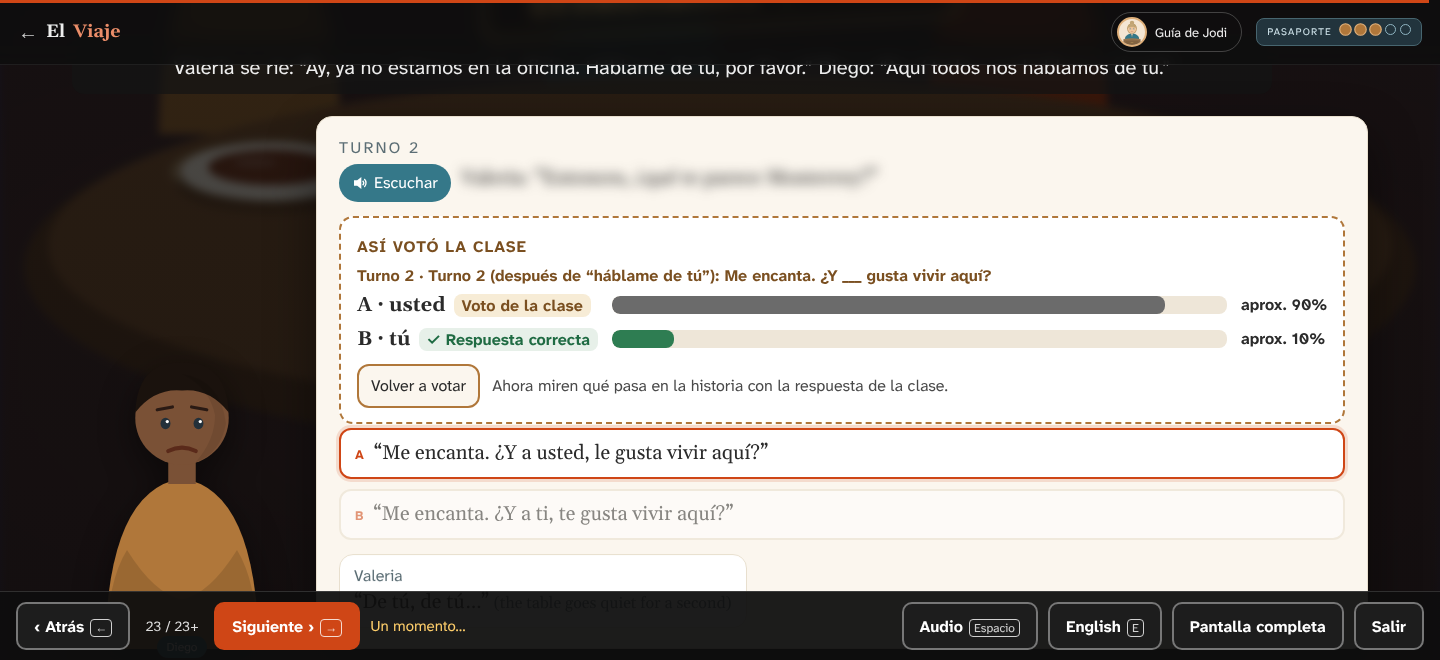 ← El Viaje
Guía de Jodi
PASAPORTE
Valeria se ríe: “Ay, ya no estamos en la oficina. Háblame de tú, por favor.” Diego: “Aquí todos nos hablamos de tú.”
TURNO 2
Escuchar
ASÍ VOTÓ LA CLASE
Turno 2 · Turno 2 (después de “háblame de tú”): Me encanta. ¿Y __ gusta vivir aquí?
A · usted Voto de la clase aprox. 90%
B · tú ✓ Respuesta correcta aprox. 10%
Volver a votar Ahora miren qué pasa en la historia con la respuesta de la clase.
A “Me encanta. ¿Y a usted, le gusta vivir aquí?”
B “Me encanta. ¿Y a ti, te gusta vivir aquí?”
Valeria
“De tú, de tú…” (the table goes quiet for a second)
‹ Atrás ← 23 / 23+ Siguiente › → Un momento… Audio Espacio English E Pantalla completa Salir
Diego